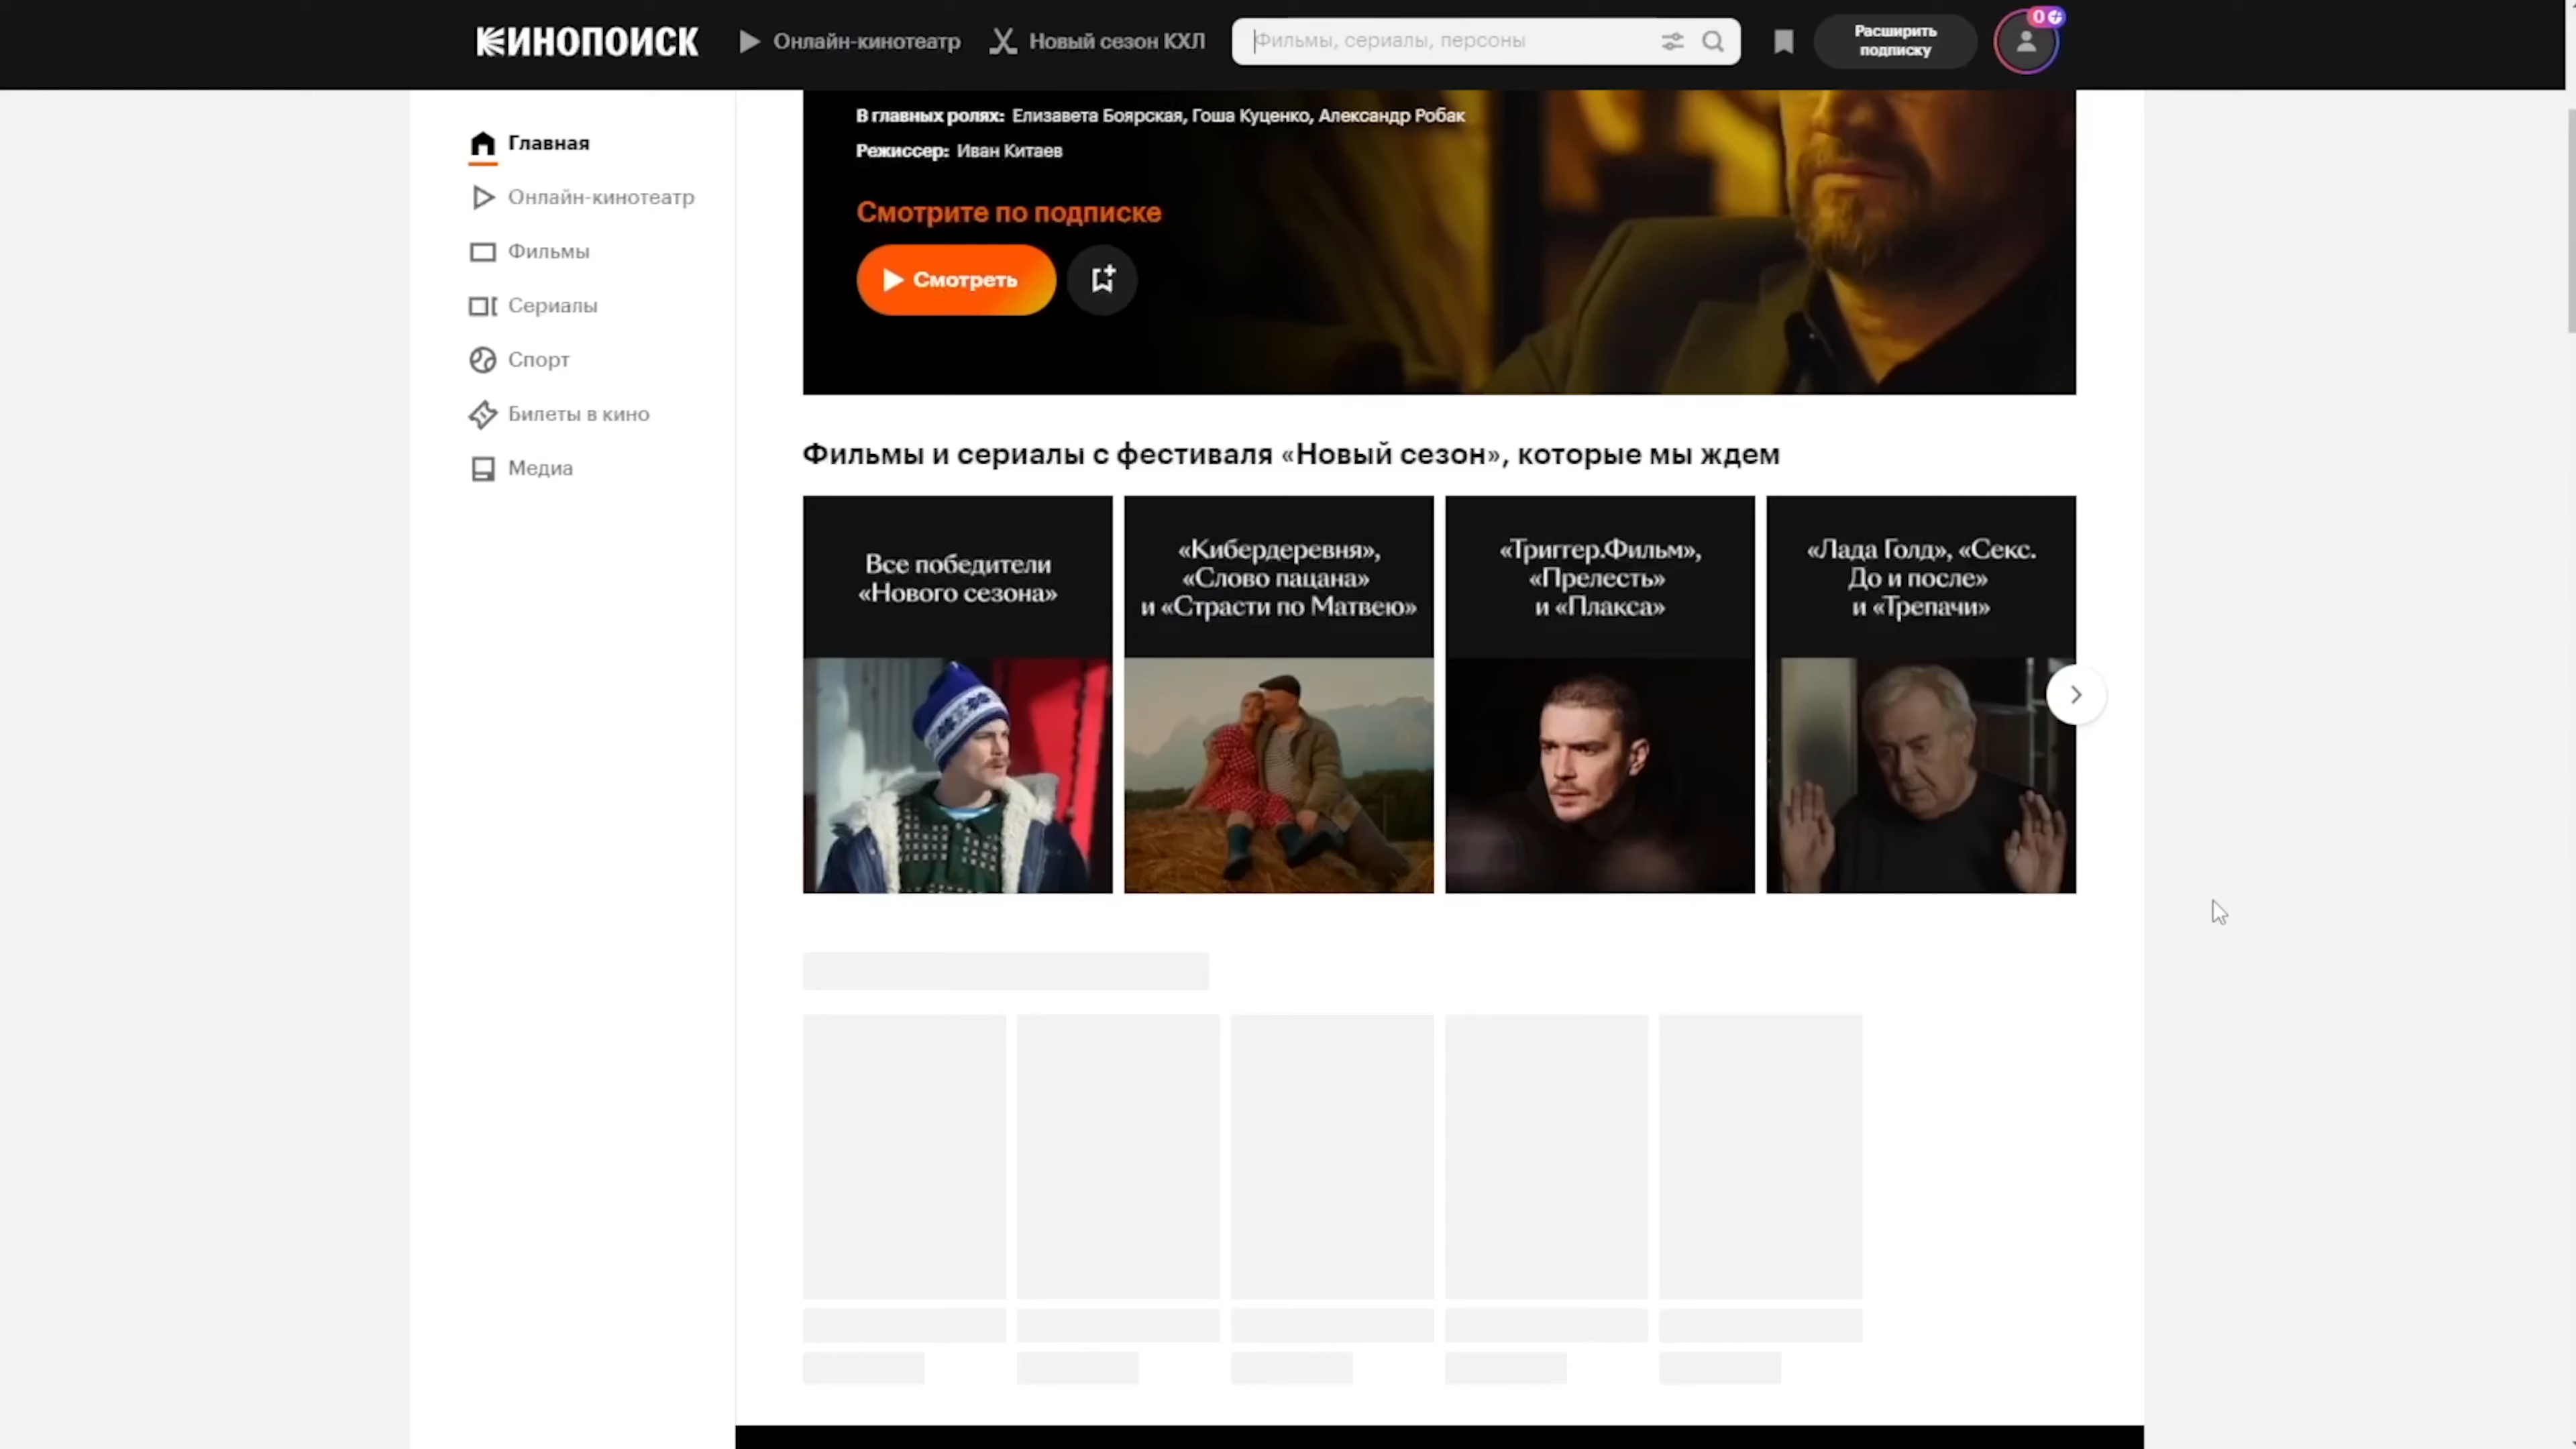 КИНОПОИСК
Онлайн-кинотеатр
Новый сезон КХЛ
Фильмы, сериалы, персоны
Расширить
подписку
0
Главная
Онлайн-кинотеатр
Фильмы
Сериалы
Спорт
Билеты в кино
Медиа
В главных ролях: Елизавета Боярская, Гоша Куценко, Александр Робак
Режиссер: Иван Китаев
Смотрите по подписке
Смотреть
Фильмы и сериалы с фестиваля «Новый сезон», которые мы ждем
Все победители
«Нового сезона»
«Кибердеревня»,
«Слово пацана»
и «Страсти по Матвею»
«Триггер.Фильм»,
«Прелесть»
и «Плакса»
«Лада Голд», «Секс.
До и после»
и «Трепачи»